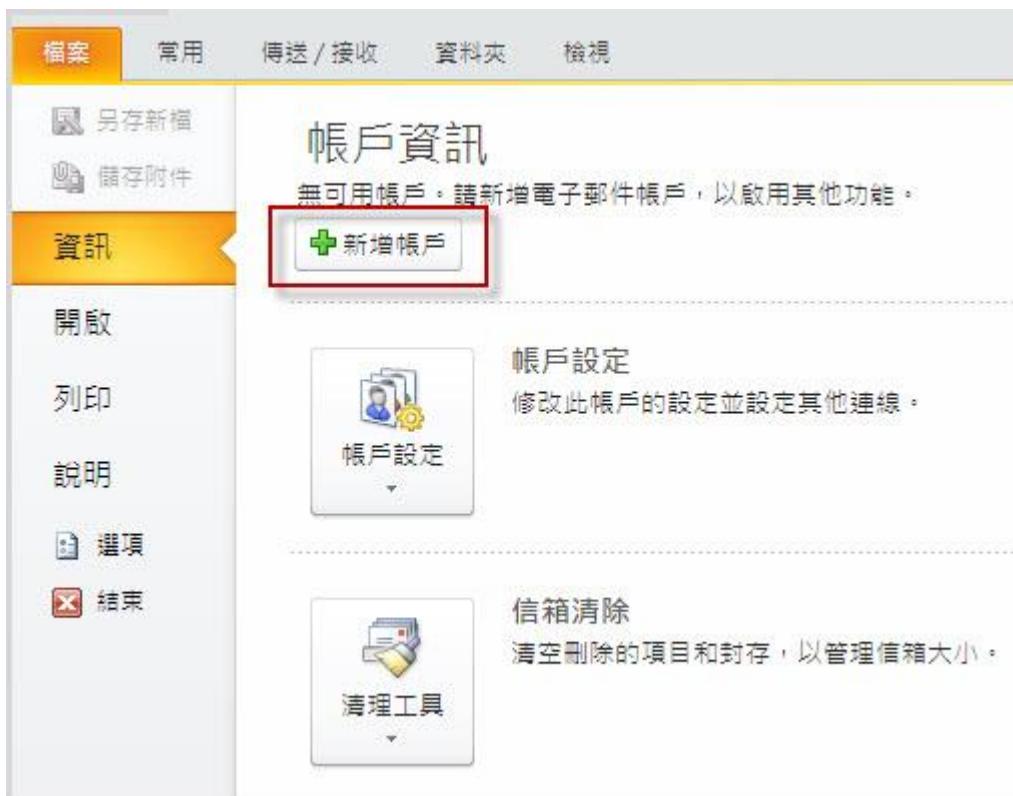 檔案 常用 傳送 / 接收 資料夾 檢視
另存新檔
儲存附件
資訊
開啟
列印
說明
選項
結束
帳戶資訊
無可用帳戶。請新增電子郵件帳戶，以啟用其他功能。
新增帳戶
帳戶設定
帳戶設定
修改此帳戶的設定並設定其他連線。
清理工具
信箱清除
清空刪除的項目和封存，以管理信箱大小。